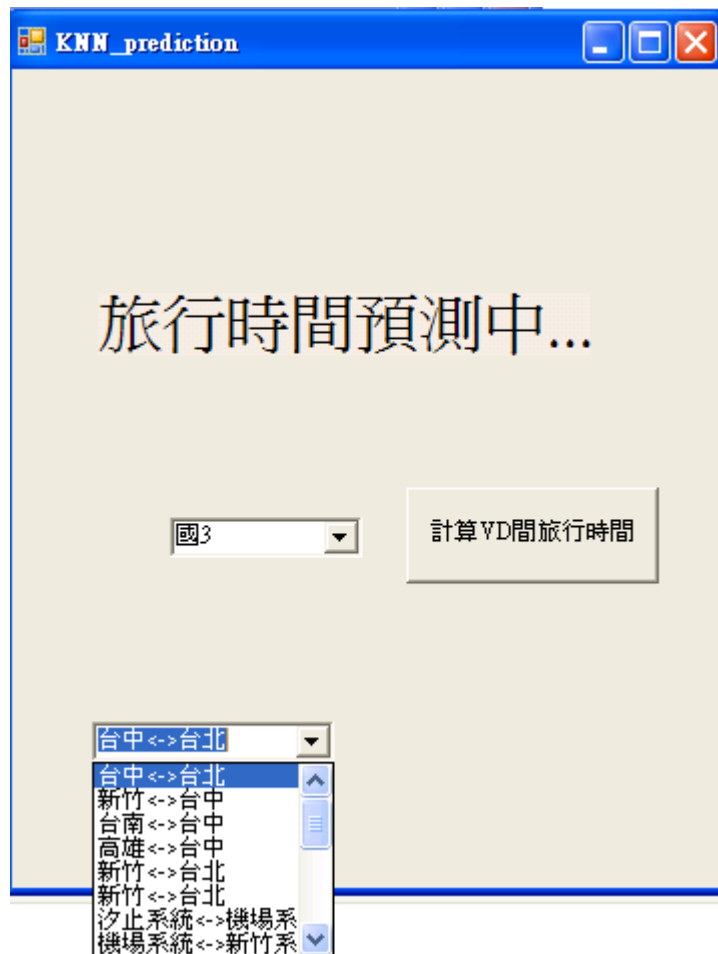 KNN_prediction
旅行時間預測中...
國3
計算VD間旅行時間
台中<->台北
台中<->台北
新竹<->台中
台南<->台中
高雄<->台中
新竹<->台北
新竹<->台北
汐止系統<->機場系
機場系統<->新竹系